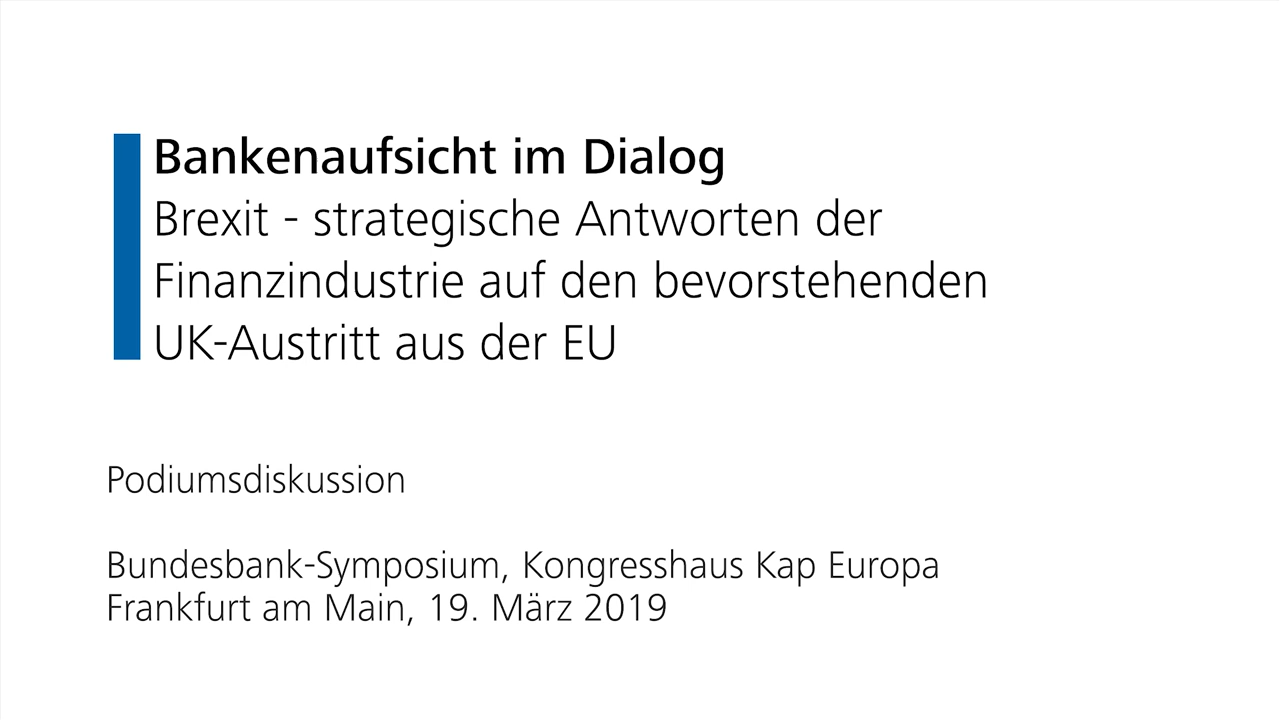 Bankenaufsicht im Dialog
Brexit - strategische Antworten der
Finanzindustrie auf den bevorstehenden
UK-Austritt aus der EU
Podiumsdiskussion
Bundesbank-Symposium, Kongresshaus Kap Europa
Frankfurt am Main, 19. März 2019